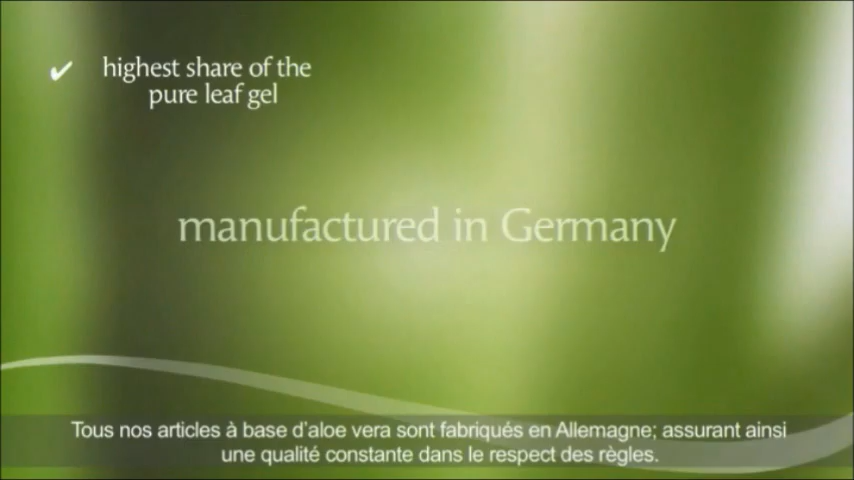 highest share of the
pure leaf gel
manufactured in Germany
Tous nos articles à base d'aloe vera sont fabriqués en Allemagne; assurant ainsi
une qualité constante dans le respect des règles.